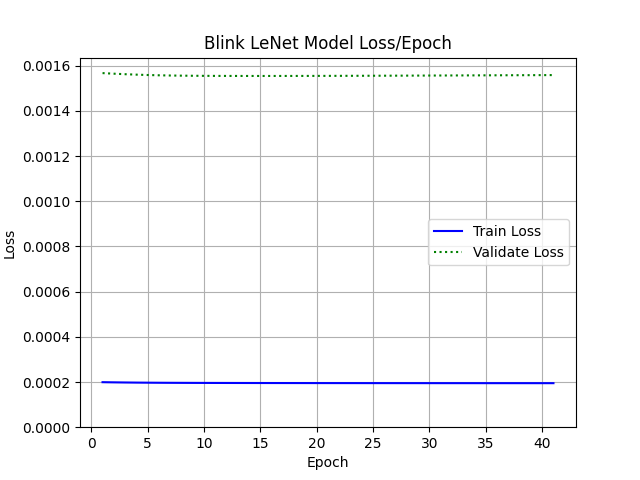 Blink LeNet Model Loss/Epoch
0.0016
0.0014
0.0012
0.0010
0.0008
0.0006
0.0004
0.0002
0.0000
Loss
Train Loss
Validate Loss
0 5 10 15 20 25 30 35 40
Epoch